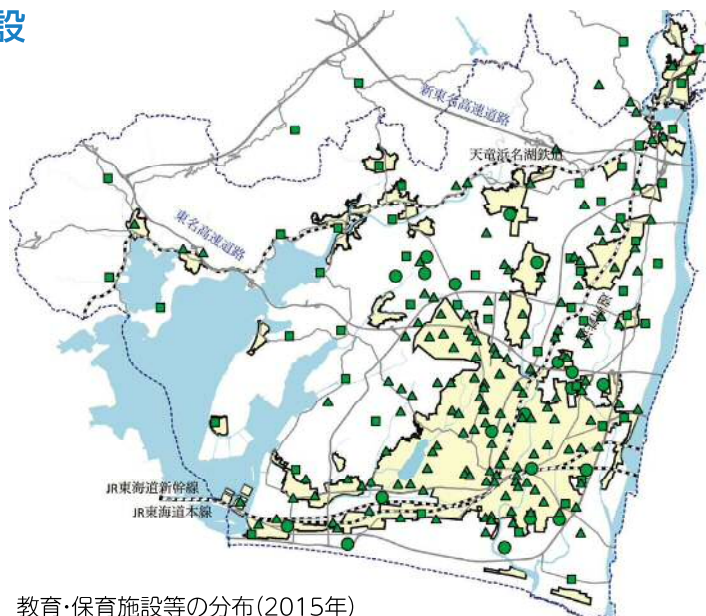 設
新東名高速道路
天竜浜名湖鉄道
東名高速道路
JR東海道新幹線
JR東海道本線
教育・保育施設等の分布(2015年)